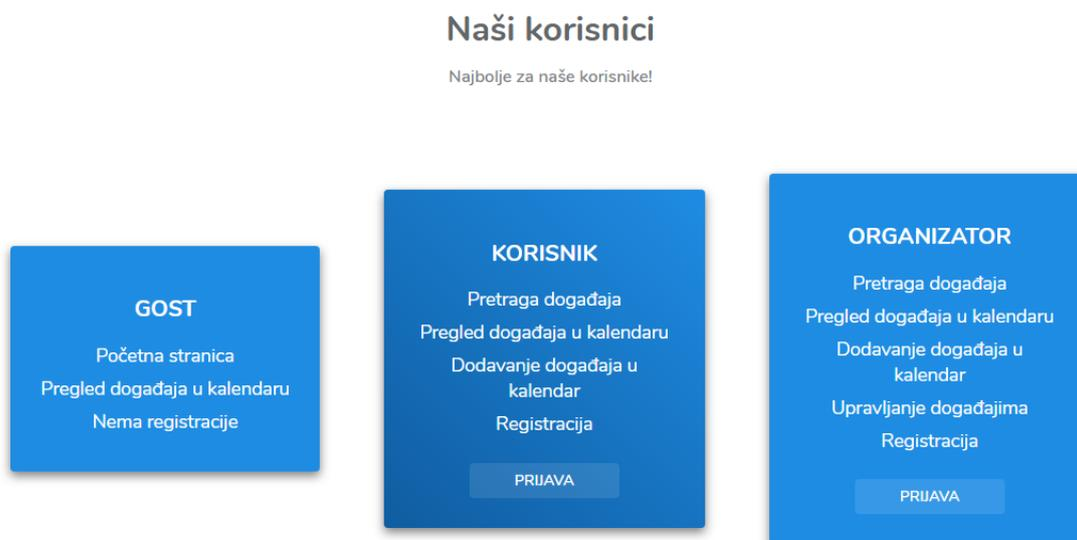 Naši korisnici
Najbolje za naše korisnike!
GOST
Početna stranica
Pregled događaja u kalendaru
Nema registracije
KORISNIK
Pretraga događaja
Pregled događaja u kalendaru
Dodavanje događaja u
kalendar
Registracija
PRIJAVA
ORGANIZATOR
Pretraga događaja
Pregled događaja u kalendaru
Dodavanje događaja u
kalendar
Upravljanje događajima
Registracija
PRIJAVA